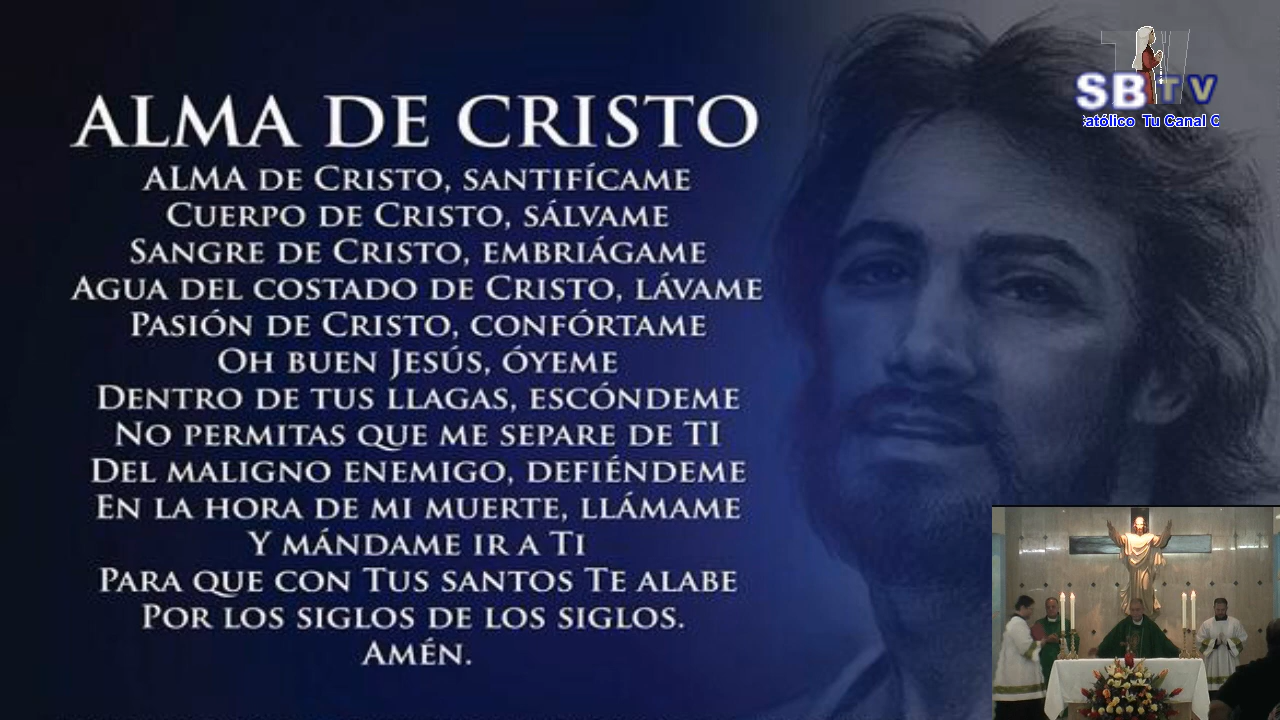 ALMA DE CRISTO
ALMA DE CRISTO, SANTIFÍCAME
CUERPO DE CRISTO, SÁLVAME
SANGRE DE CRISTO, EMBRIÁGAME
AGUA DEL COSTADO DE CRISTO, LÁVAME
PASIÓN DE CRISTO, CONFÓRTAME
OH BUEN JESÚS, ÓYEME
DENTRO DE TUS LLAGAS, ESCÓNDEME
NO PERMITAS QUE ME SEPARE DE TI
DEL MALIGNO ENEMIGO, DEFIÉNDEME
EN LA HORA DE MI MUERTE, LLÁMAME
Y MÁNDAME IR A TI
PARA QUE CON TUS SANTOS TE ALABE
POR LOS SIGLOS DE LOS SIGLOS.
AMÉN.
SBTV
católico Tu Canal C